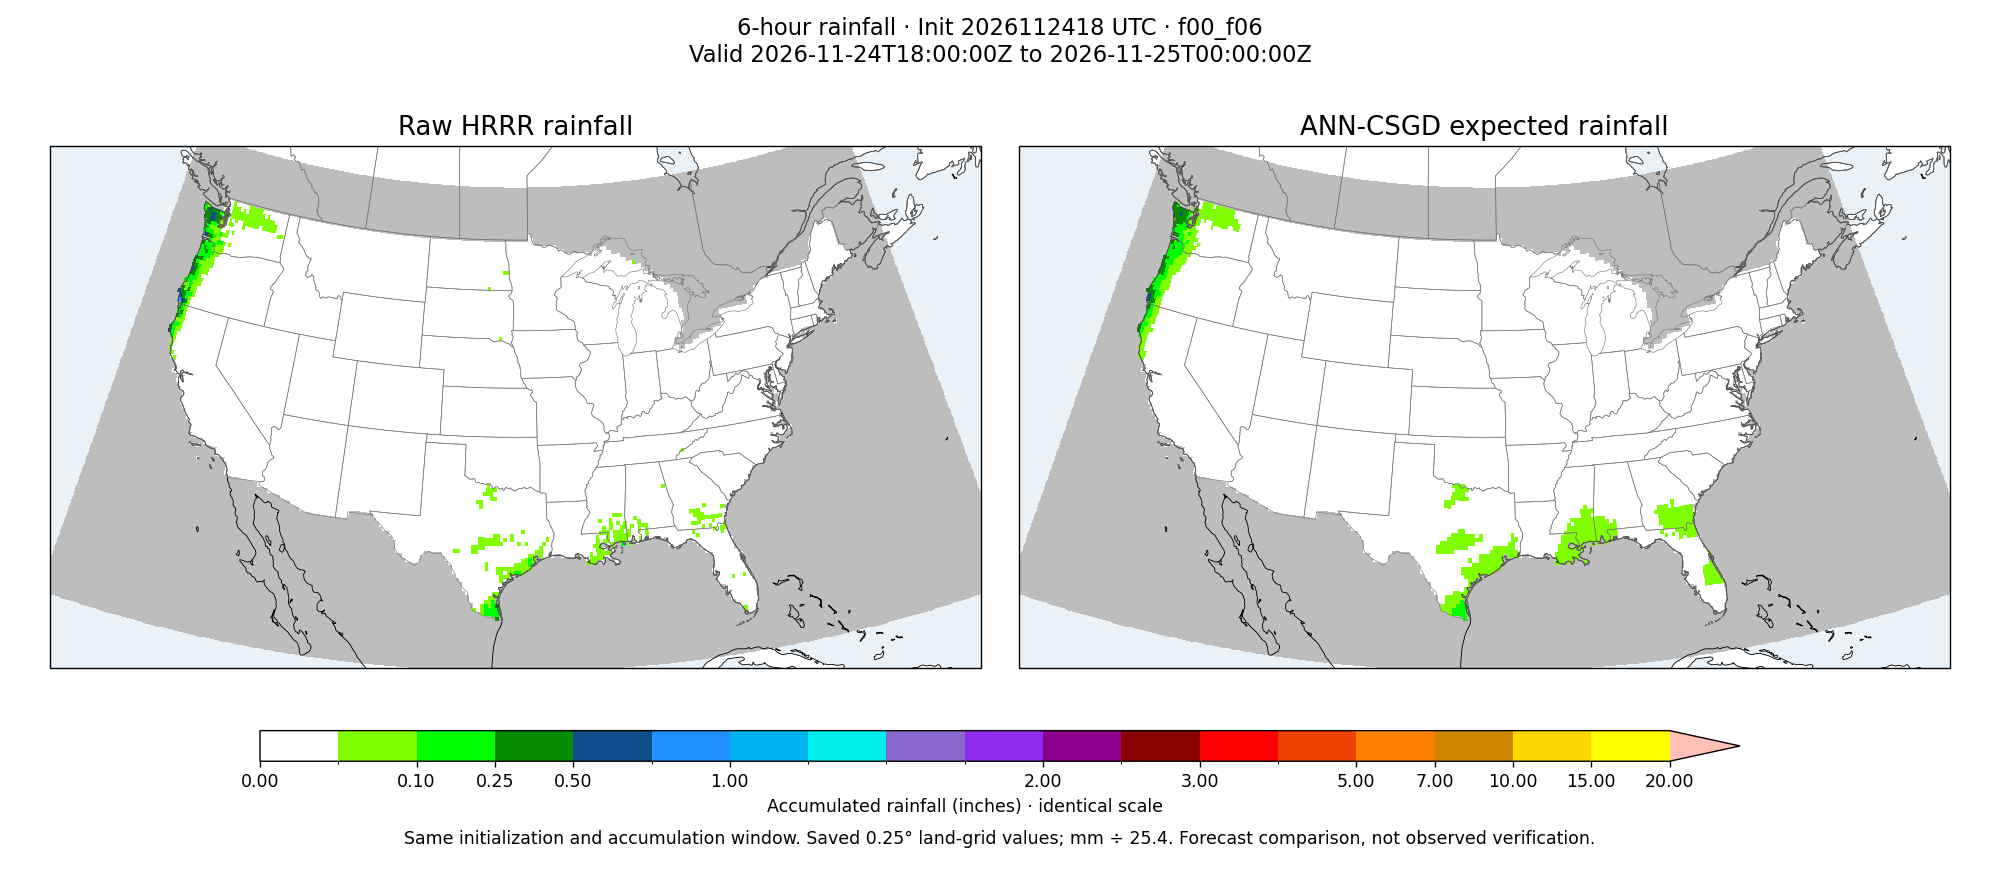 6-hour rainfall · Init 2026112418 UTC · f00_f06
Valid 2026-11-24T18:00:00Z to 2026-11-25T00:00:00Z
Raw HRRR rainfall
ANN-CSGD expected rainfall
0.00 0.10 0.25 0.50 1.00 2.00 3.00 5.00 7.00 10.00 15.00 20.00
Accumulated rainfall (inches) · identical scale
Same initialization and accumulation window. Saved 0.25° land-grid values; mm ÷ 25.4. Forecast comparison, not observed verification.